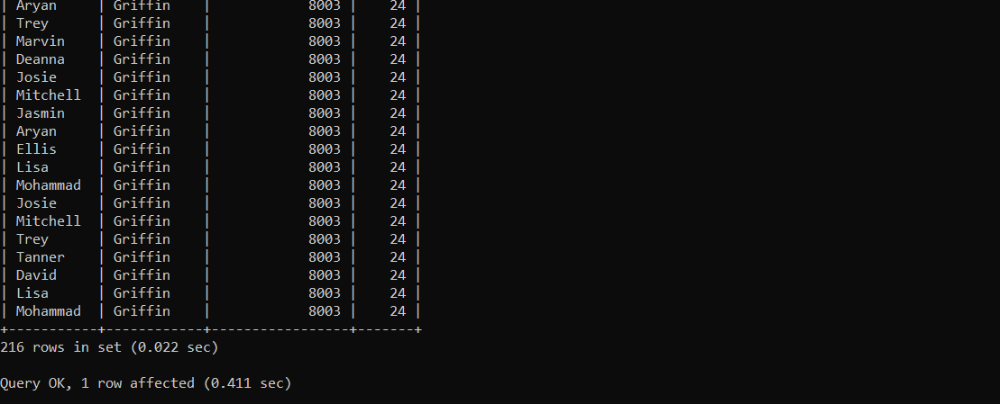 | Aryan     | Griffin    |            8003 |    24 |
| Trey      | Griffin    |            8003 |    24 |
| Marvin    | Griffin    |            8003 |    24 |
| Deanna    | Griffin    |            8003 |    24 |
| Josie     | Griffin    |            8003 |    24 |
| Mitchell  | Griffin    |            8003 |    24 |
| Jasmin    | Griffin    |            8003 |    24 |
| Aryan     | Griffin    |            8003 |    24 |
| Ellis     | Griffin    |            8003 |    24 |
| Lisa      | Griffin    |            8003 |    24 |
| Mohammad  | Griffin    |            8003 |    24 |
| Josie     | Griffin    |            8003 |    24 |
| Mitchell  | Griffin    |            8003 |    24 |
| Trey      | Griffin    |            8003 |    24 |
| Tanner    | Griffin    |            8003 |    24 |
| David     | Griffin    |            8003 |    24 |
| Lisa      | Griffin    |            8003 |    24 |
| Mohammad  | Griffin    |            8003 |    24 |
+-----------+------------+-----------------+-------+
216 rows in set (0.022 sec)
Query OK, 1 row affected (0.411 sec)